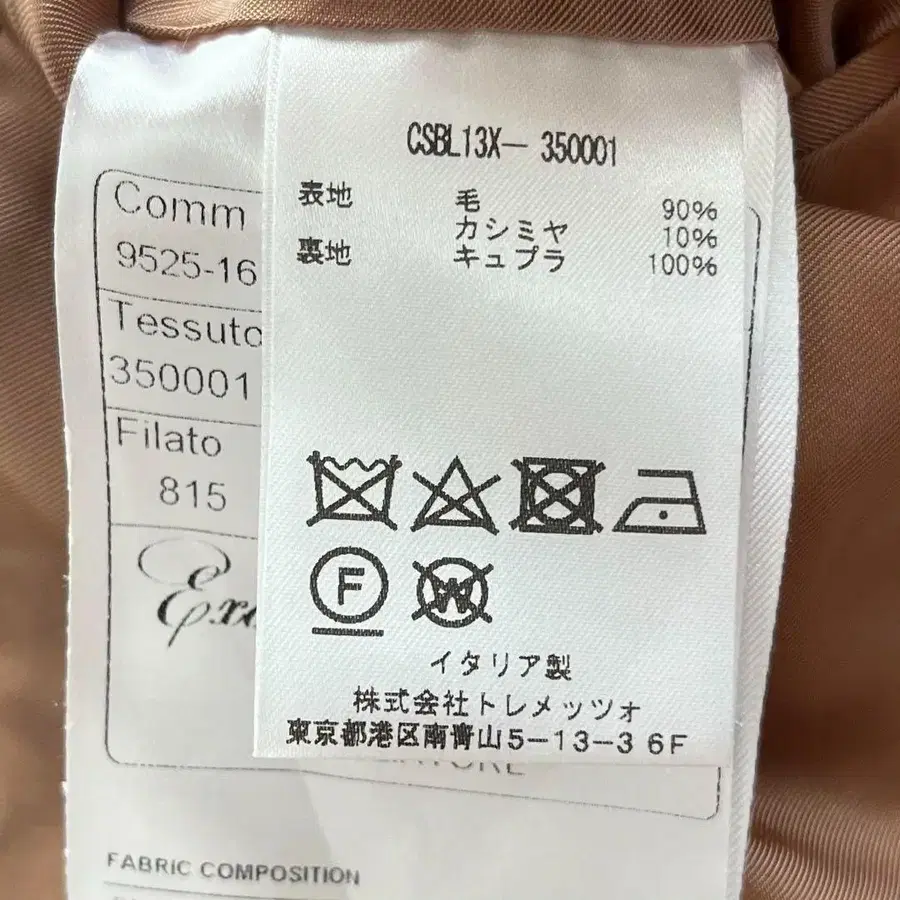 CSBL13X- 350001
表地 毛 90%
カシミヤ 10%
裏地 キュプラ 100%
F
W
イタリア製
株式会社トレメッツォ
東京都港区南青山5-13-3 6F
Comm
9525-16
Tessuto
350001
Filato
815
FABRIC COMPOSITION